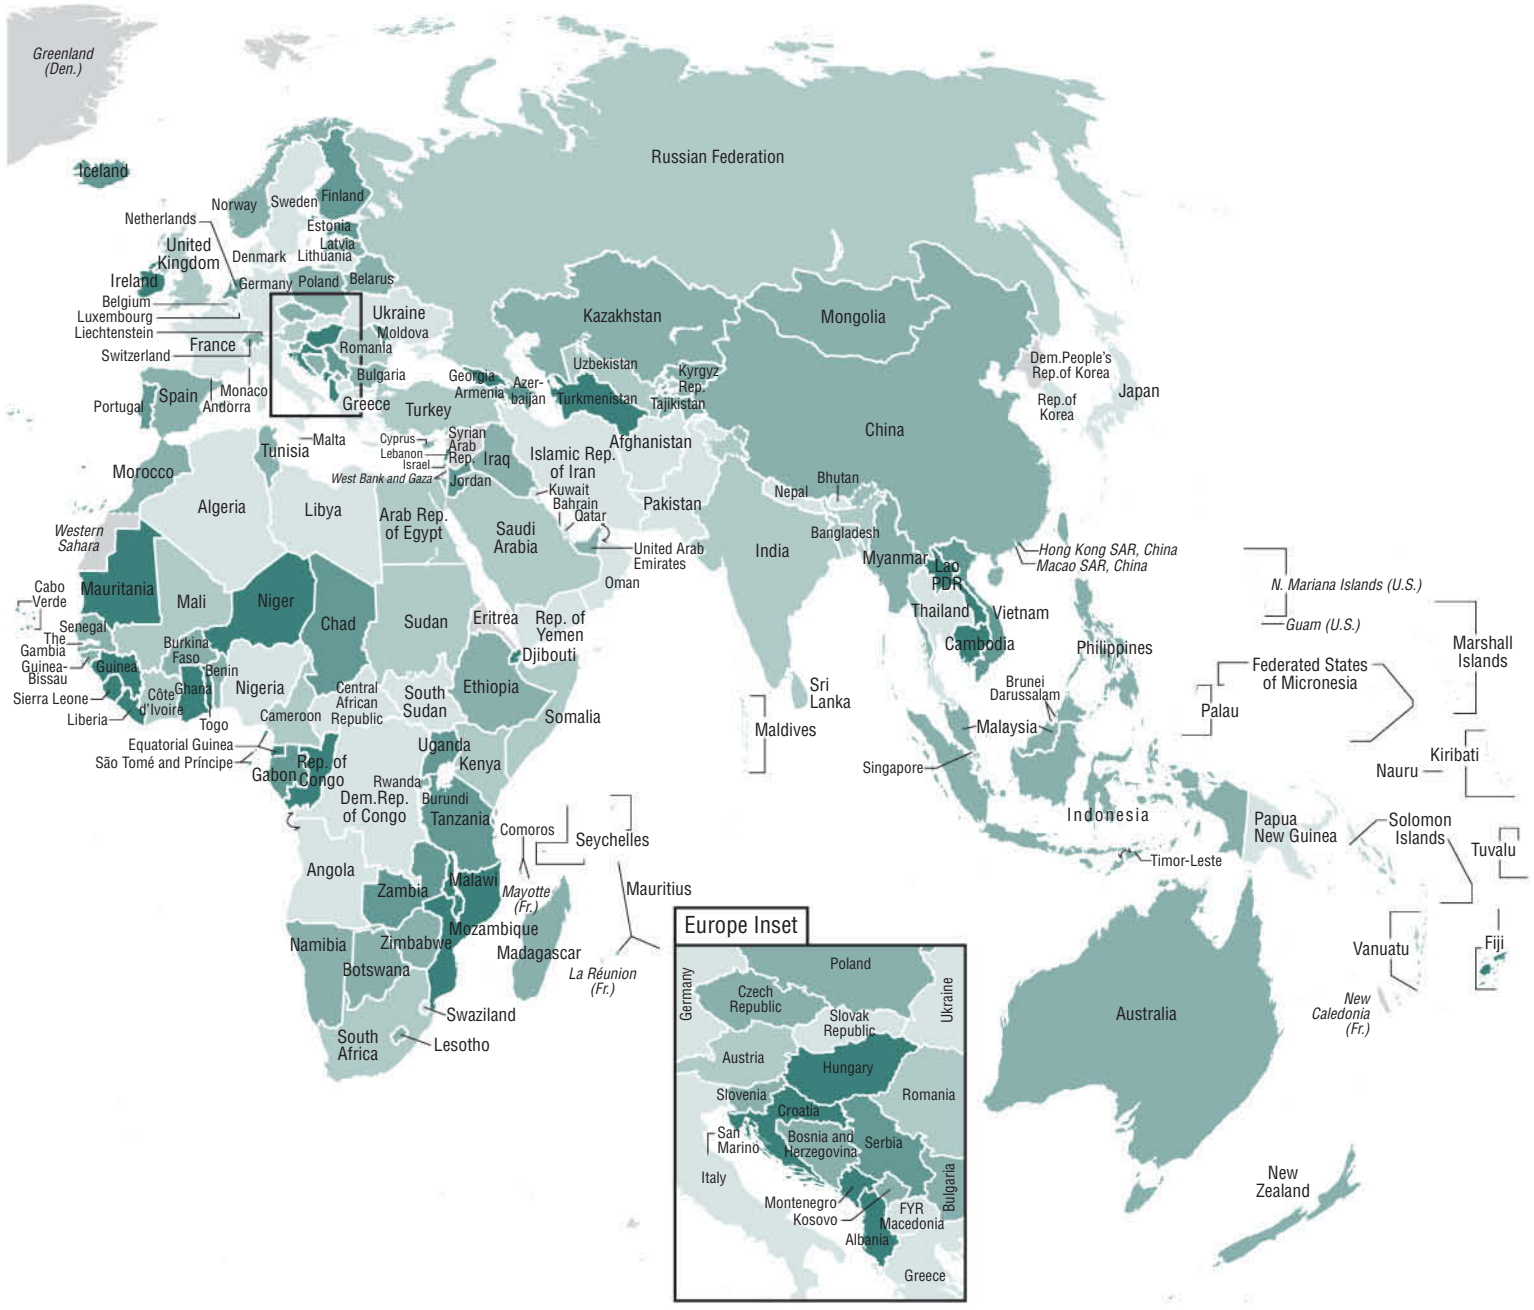 Greenland
(Den.)
Iceland
Russian Federation
Norway
Sweden
Finland
Netherlands
Estonia
Latvia
Lithuania
United
Kingdom
Denmark
Ireland
Germany
Poland
Belarus
Belgium
Luxembourg
Liechtenstein
Switzerland
France
Ukraine
Moldova
Romania
Kazakhstan
Mongolia
Monaco
Andorra
Spain
Portugal
Bulgaria
Greece
Turkey
Georgia
Armenia
Azer-
baijan
Uzbekistan
Turkmenistan
Kyrgyz
Rep.
Tajikistan
Dem.People's
Rep.of Korea
Rep.of
Korea
Japan
China
Malta
Tunisia
Morocco
Cyprus
Lebanon
Israel
West Bank and Gaza
Syrian
Arab
Rep.
Jordan
Iraq
Islamic Rep.
of Iran
Afghanistan
Kuwait
Bahrain
Qatar
Pakistan
Nepal
Bhutan
Bangladesh
India
Myanmar
Algeria
Libya
Arab Rep.
of Egypt
Saudi
Arabia
United Arab
Emirates
Oman
Western
Sahara
Hong Kong SAR, China
Macao SAR, China
Lao
PDR
Thailand
Vietnam
Cambodia
Philippines
N. Mariana Islands (U.S.)
Guam (U.S.)
Marshall
Islands
Federated States
of Micronesia
Palau
Kiribati
Nauru
Cabo
Verde
Mauritania
Mali
Niger
Chad
Sudan
Eritrea
Rep. of
Yemen
Djibouti
Senegal
The
Gambia
Guinea-
Bissau
Guinea
Sierra Leone
Liberia
Burkina
Faso
Côte
d'Ivoire
Ghana
Benin
Togo
Nigeria
Cameroon
Central
African
Republic
South
Sudan
Ethiopia
Somalia
Equatorial Guinea
São Tomé and Príncipe
Gabon
Rep. of
Congo
Dem.Rep.
of Congo
Uganda
Kenya
Rwanda
Burundi
Tanzania
Sri
Lanka
Maldives
Brunei
Darussalam
Malaysia
Singapore
Indonesia
Papua
New Guinea
Solomon
Islands
Tuvalu
Timor-Leste
Comoros
Seychelles
Mayotte
(Fr.)
Mauritius
La Réunion
(Fr.)
Angola
Zambia
Malawi
Mozambique
Madagascar
Namibia
Zimbabwe
Botswana
Swaziland
Lesotho
South
Africa
Vanuatu
Fiji
New
Caledonia
(Fr.)
Australia
New
Zealand
Europe Inset
Germany
Poland
Czech
Republic
Ukraine
Slovak
Republic
Austria
Hungary
Slovenia
Romania
Croatia
San
Marino
Bosnia and
Herzegovina
Serbia
Italy
Montenegro
Kosovo
Bulgaria
FYR
Macedonia
Albania
Greece